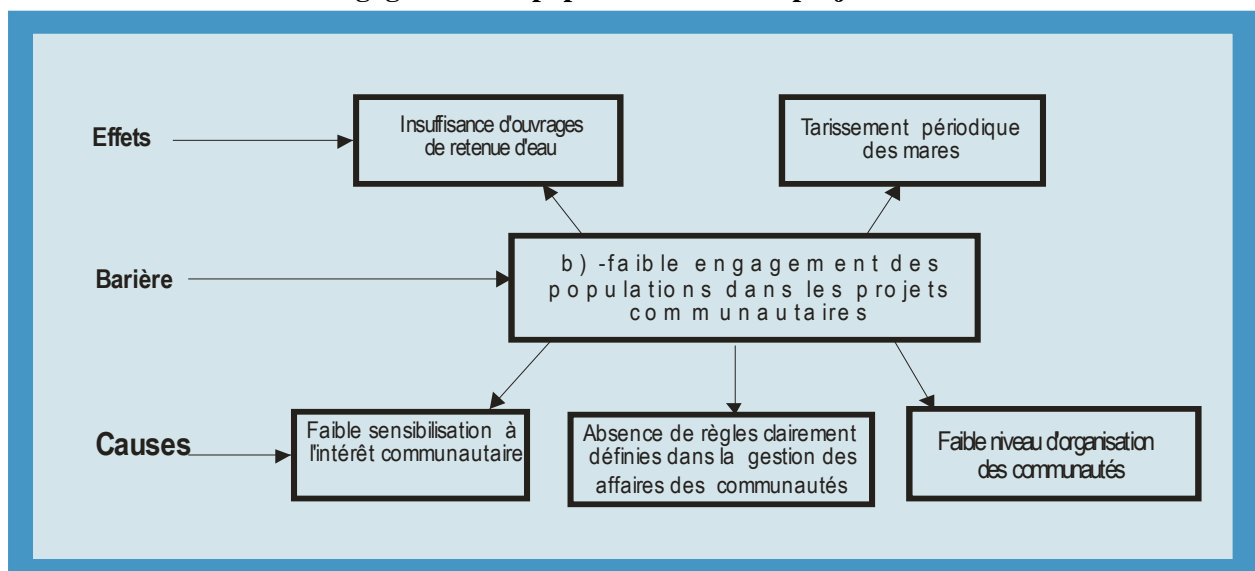 Effets
Insuffisance d'ouvrages
de retenue d'eau
Tarissement périodique
des mares
Barière
b) -faible engagement des
populations dans les projets
communautaires
Causes
Faible sensibilisation à
l'intérêt communautaire
Absence de règles clairement
définies dans la gestion des
affaires des communautés
Faible niveau d'organisation
des communautés